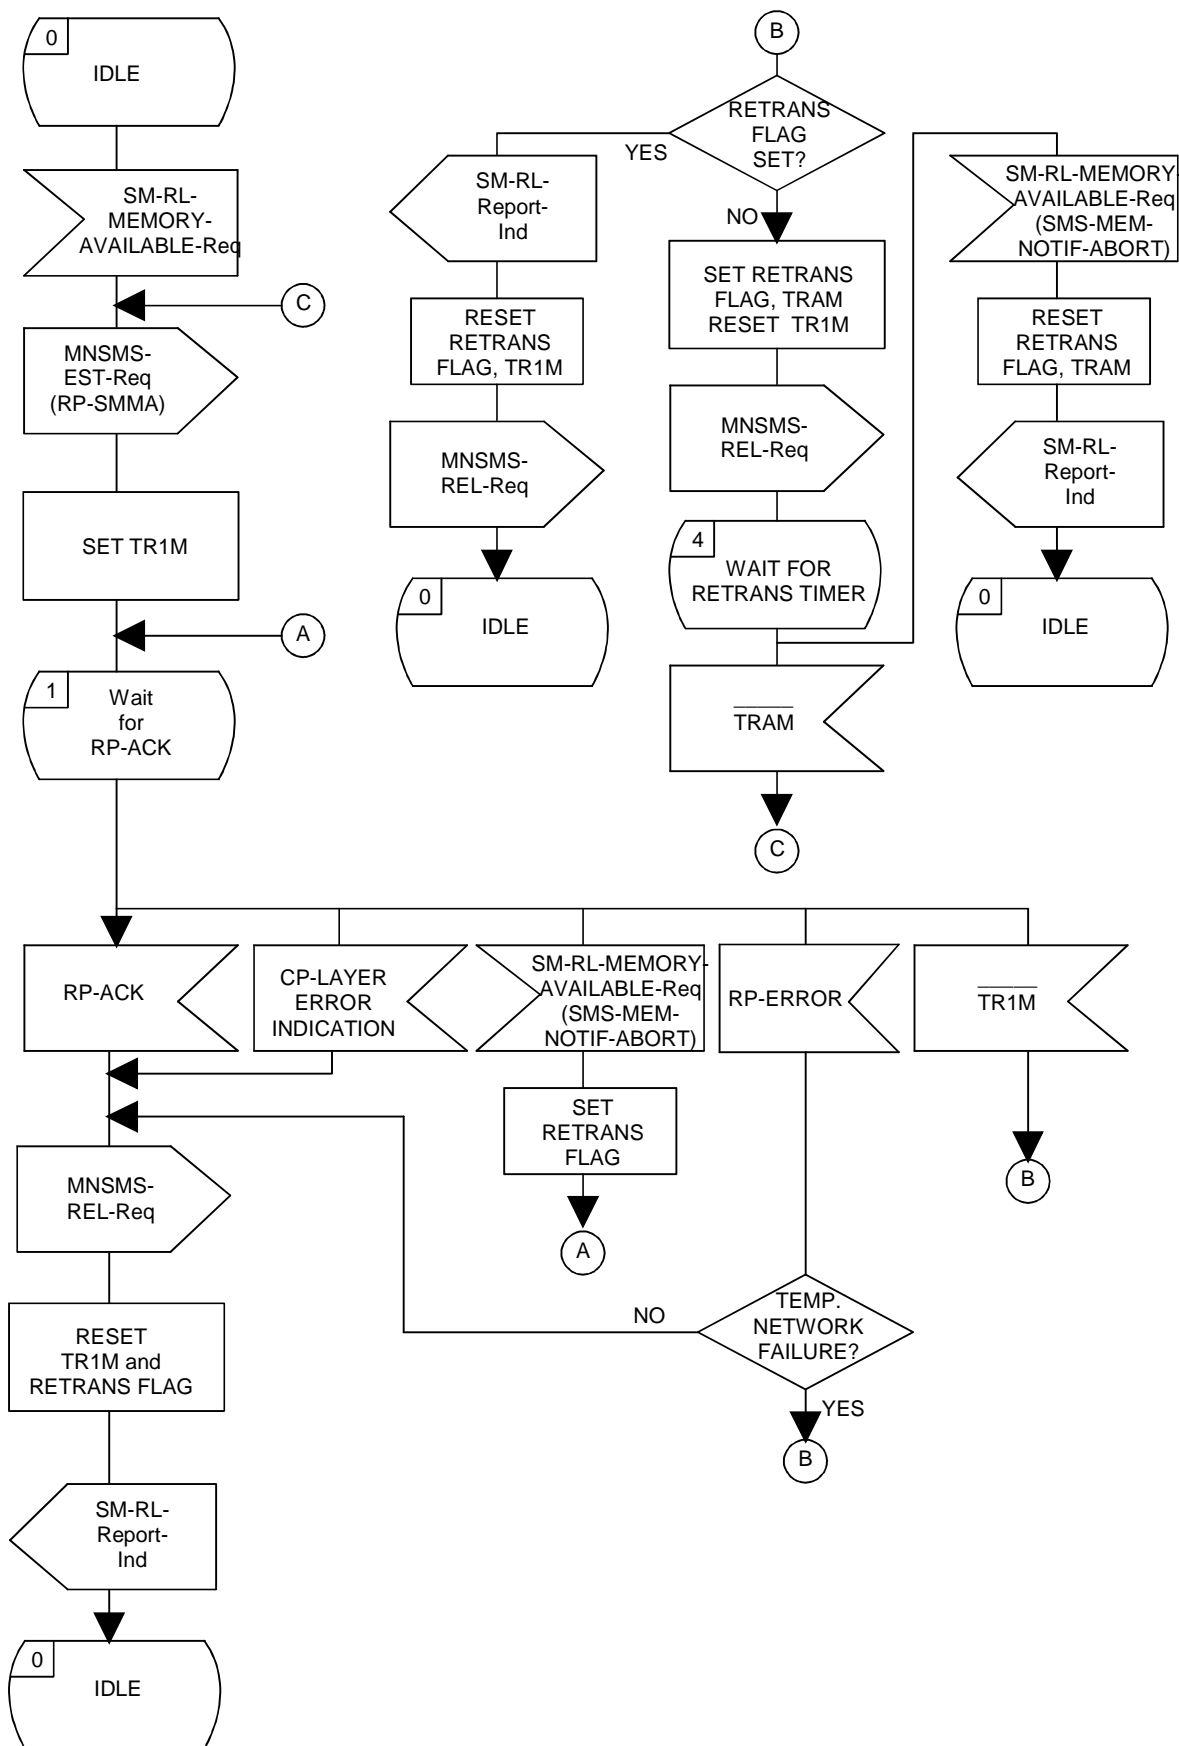 0
IDLE
SM-RL-
MEMORY-
AVAILABLE-Req
C
MNSMS-
EST-Req
(RP-SMMA)
SET TR1M
A
1
Wait
for
RP-ACK
B
RETRANS
FLAG
SET?
YES
NO
SM-RL-
Report-
Ind
RESET
RETRANS
FLAG, TR1M
MNSMS-
REL-Req
0
IDLE
SET RETRANS
FLAG, TRAM
RESET TR1M
MNSMS-
REL-Req
4
WAIT FOR
RETRANS TIMER
TRAM
C
SM-RL-MEMORY-
AVAILABLE-Req
(SMS-MEM-
NOTIF-ABORT)
RESET
RETRANS
FLAG, TRAM
SM-RL-
Report-
Ind
0
IDLE
RP-ACK
CP-LAYER
ERROR
INDICATION
SM-RL-MEMORY-
AVAILABLE-Req
(SMS-MEM-
NOTIF-ABORT)
RP-ERROR
TR1M
SET
RETRANS
FLAG
A
B
MNSMS-
REL-Req
NO
TEMP.
NETWORK
FAILURE?
YES
B
RESET
TR1M and
RETRANS FLAG
SM-RL-
Report-
Ind
0
IDLE